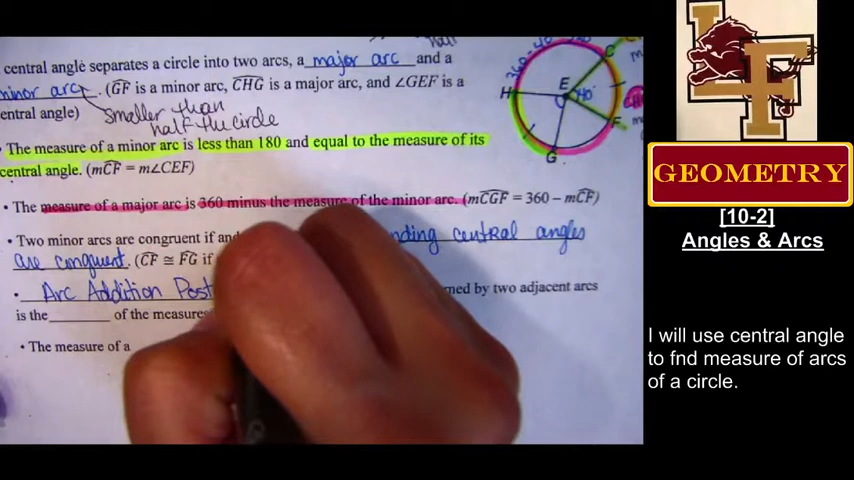 central angle separates a circle into two arcs, a major arc and a
minor arc. (GF is a minor arc, CHG is a major arc, and ∠GEF is a
central angle)
smaller than
half the circle
The measure of a minor arc is less than 180 and equal to the measure of its
central angle. (mCF = m∠CEF)
• The measure of a major arc is 360 minus the measure of the minor arc. (mCGF = 360 – mCF)
• Two minor arcs are congruent if and
nding central angles
are congruent. (CF ≅ FG if
• Arc Addition Post
med by two adjacent arcs
is the ______ of the measures
• The measure of a
half
360-40
H
E
C
40°
F
G
LF
GEOMETRY
[10-2]
Angles & Arcs
I will use central angle
to fnd measure of arcs
of a circle.